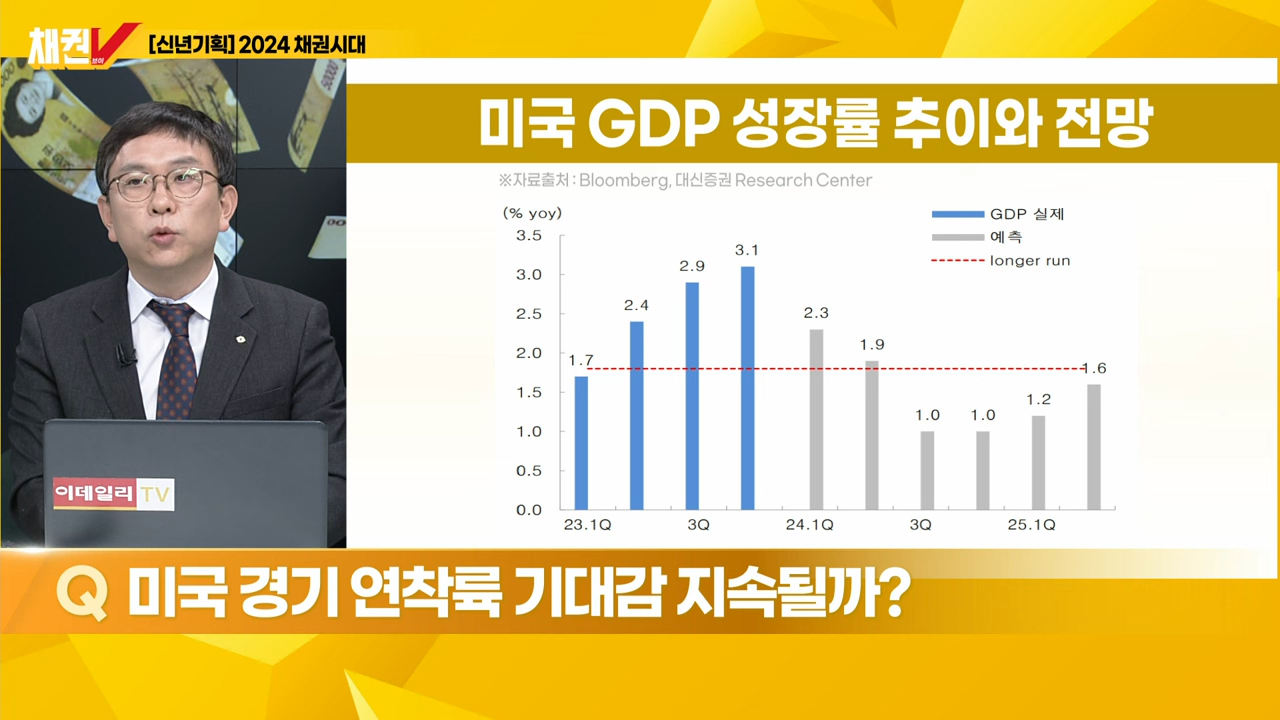 채권V
브이
[신년기획] 2024 채권시대
미국 GDP 성장률 추이와 전망
※자료출처 : Bloomberg, 대신증권 Research Center
(% yoy)
GDP 실제
예측
longer run
3.5
3.0
2.5
2.0
1.5
1.0
0.5
0.0
1.7
2.4
2.9
3.1
2.3
1.9
1.0
1.0
1.2
1.6
23.1Q
3Q
24.1Q
3Q
25.1Q
이데일리 TV
Q 미국 경기 연착륙 기대감 지속될까?